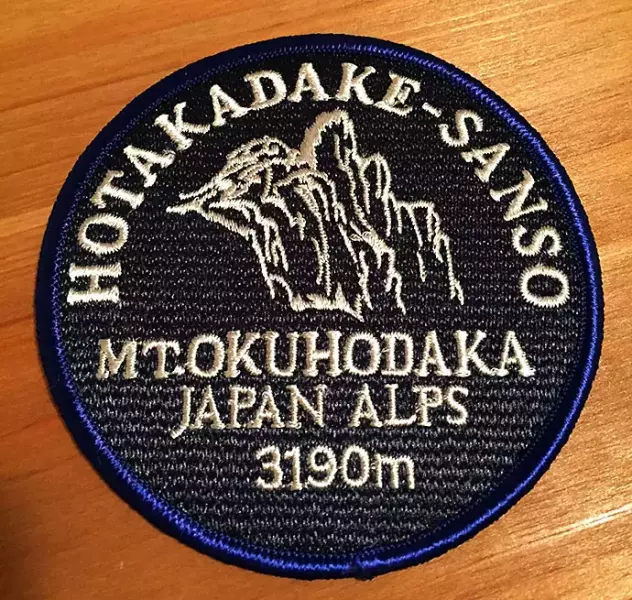 HOTAKADAKE-SANSO
MT.OKUHODAKA
JAPAN ALPS
3190m